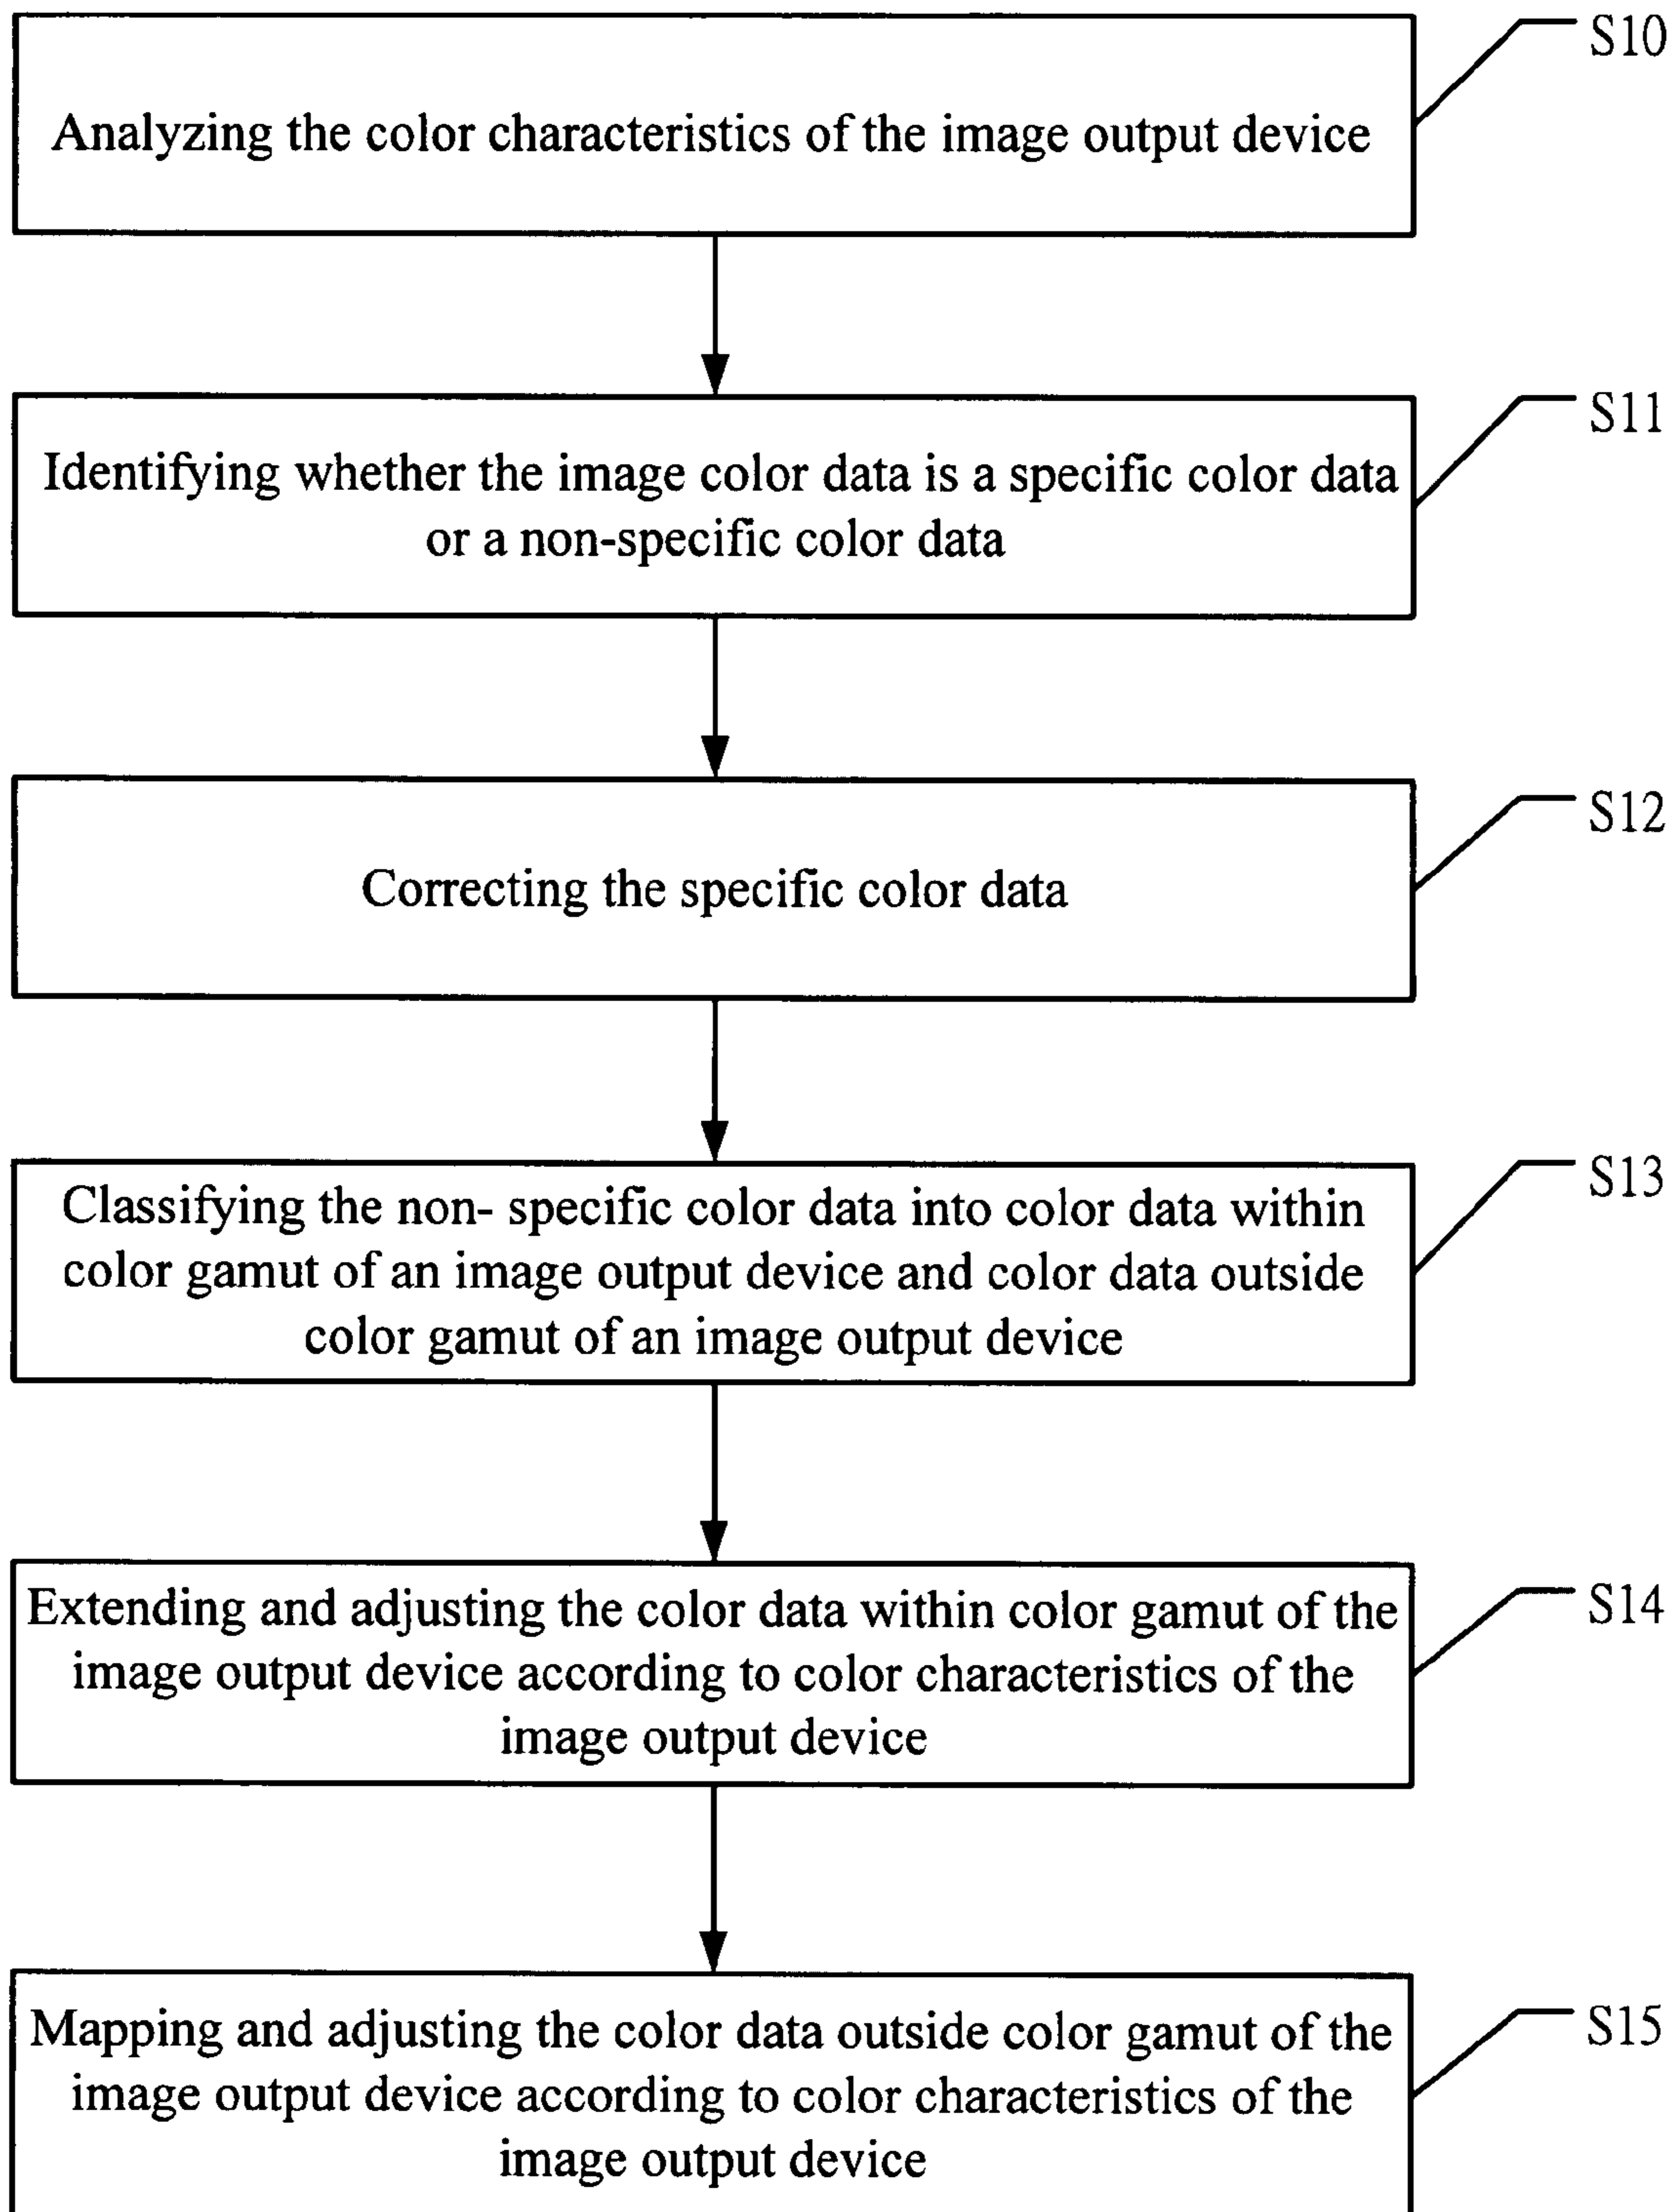 S10
Analyzing the color characteristics of the image output device
S11
Identifying whether the image color data is a specific color data
or a non-specific color data
S12
Correcting the specific color data
S13
Classifying the non- specific color data into color data within
color gamut of an image output device and color data outside
color gamut of an image output device
S14
Extending and adjusting the color data within color gamut of the
image output device according to color characteristics of the
image output device
S15
Mapping and adjusting the color data outside color gamut of the
image output device according to color characteristics of the
image output device